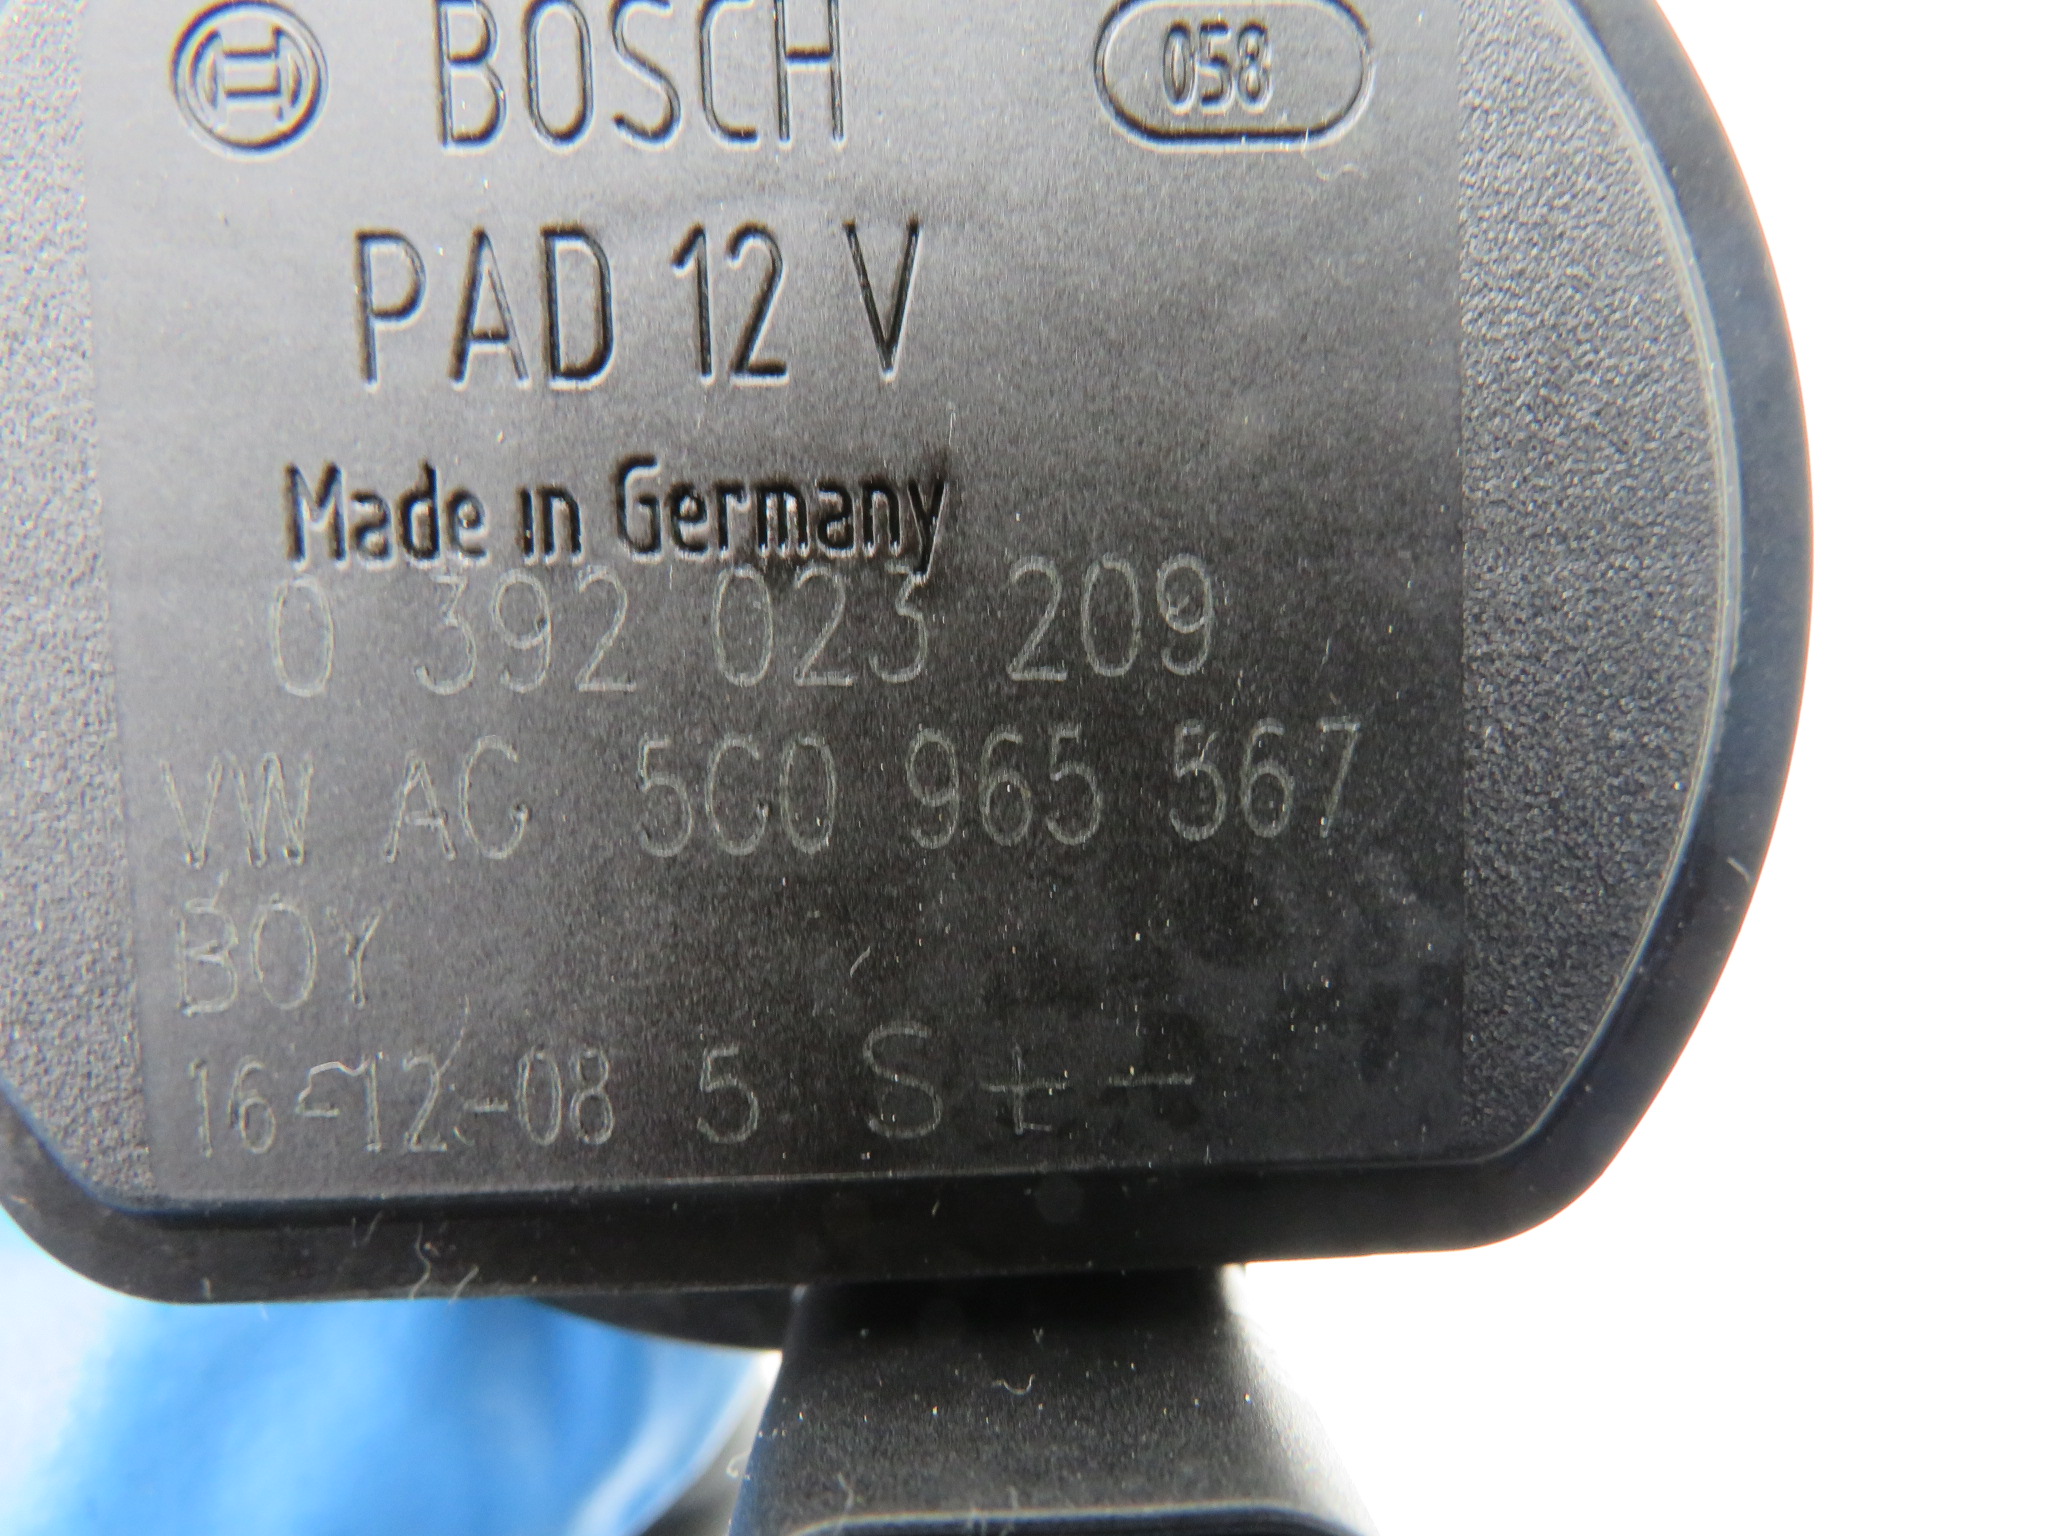 BOSCH 058
PAD 12 V
Made in Germany
0 392 023 209
VW AG 5G0 965 567
BOY
16-12-08 5 S + -